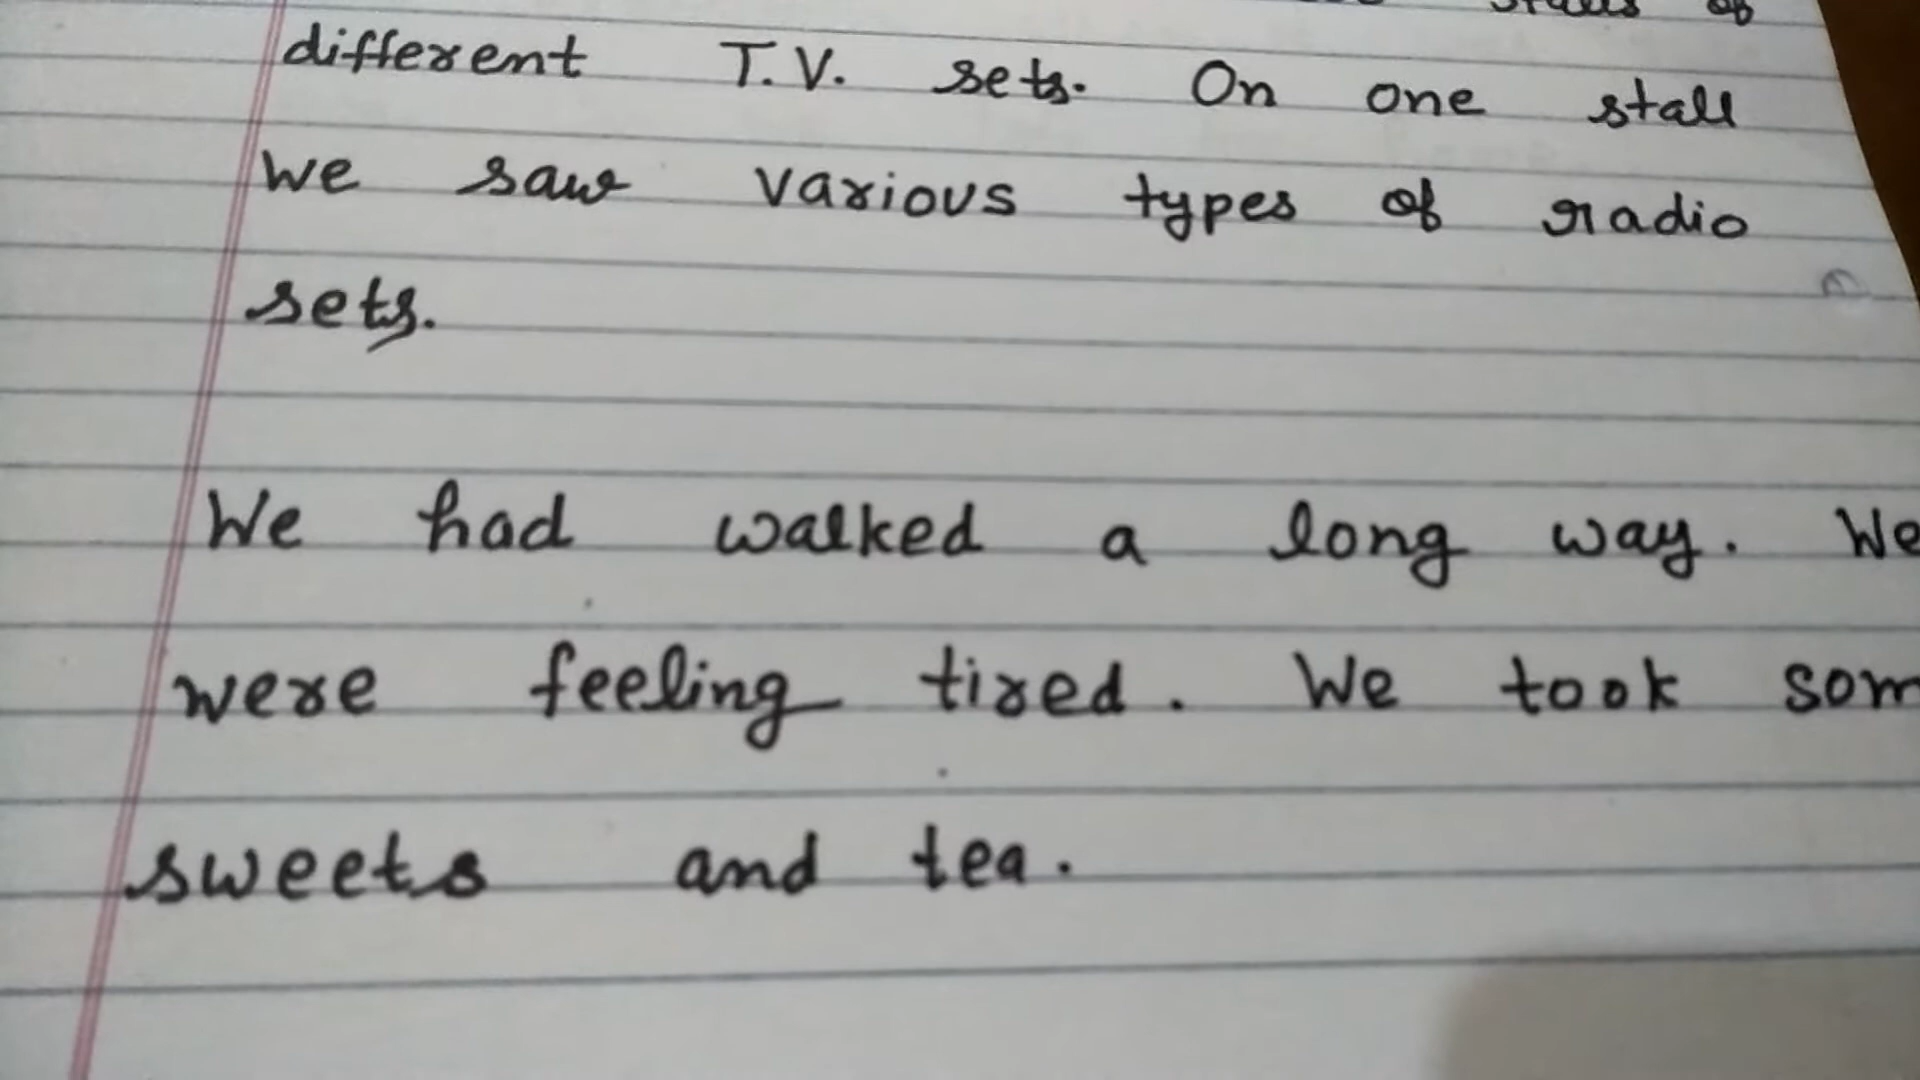 of
different T.V. sets. On one stall
we saw various types of radio
sets.
We had walked a long way. We
were feeling tired. We took som
sweets and tea.